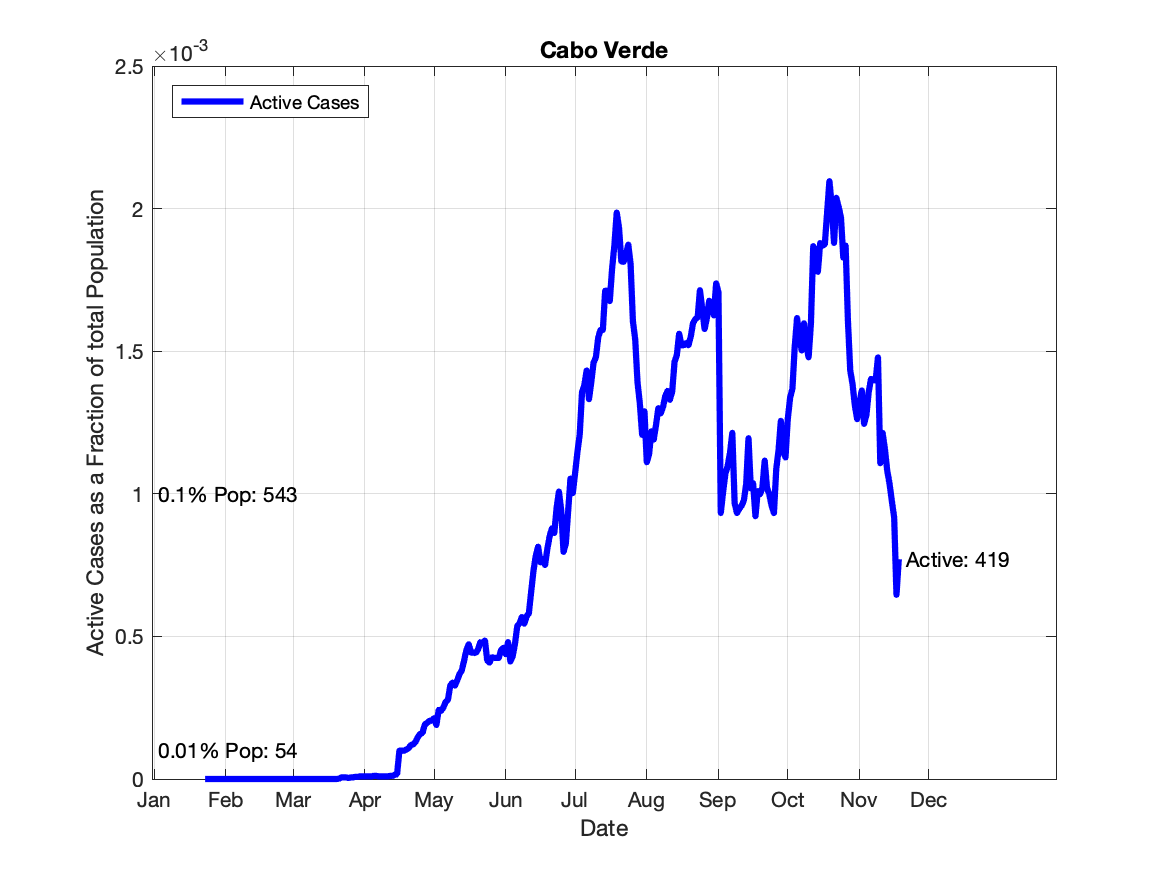 Cabo Verde
×10-3
Active Cases
2.5
2
1.5
1
0.5
0
Active Cases as a Fraction of total Population
0.1% Pop: 543
Active: 419
0.01% Pop: 54
Jan Feb Mar Apr May Jun Jul Aug Sep Oct Nov Dec
Date